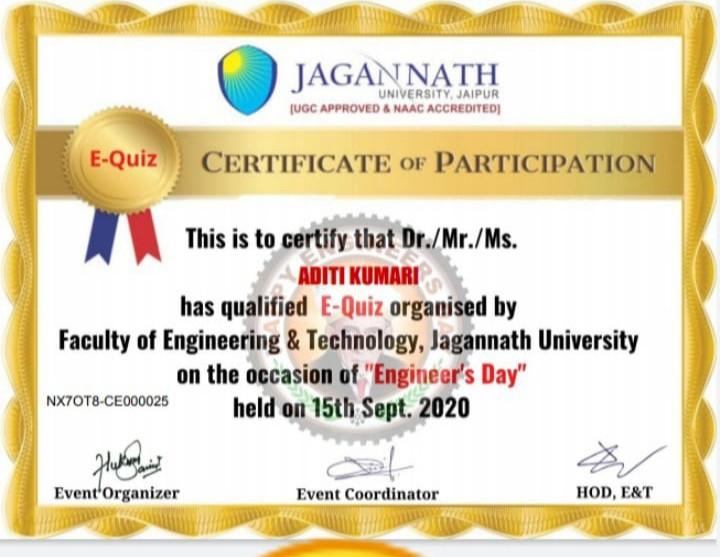 JAGANNATH
UNIVERSITY, JAIPUR
[UGC APPROVED & NAAC ACCREDITED]
E-Quiz
CERTIFICATE OF PARTICIPATION
This is to certify that Dr./Mr./Ms.
ADITI KUMARI
has qualified E-Quiz organised by
Faculty of Engineering & Technology, Jagannath University
on the occasion of "Engineer's Day"
NX7OT8-CE000025
held on 15th Sept. 2020
Event Organizer
Event Coordinator
HOD, E&T